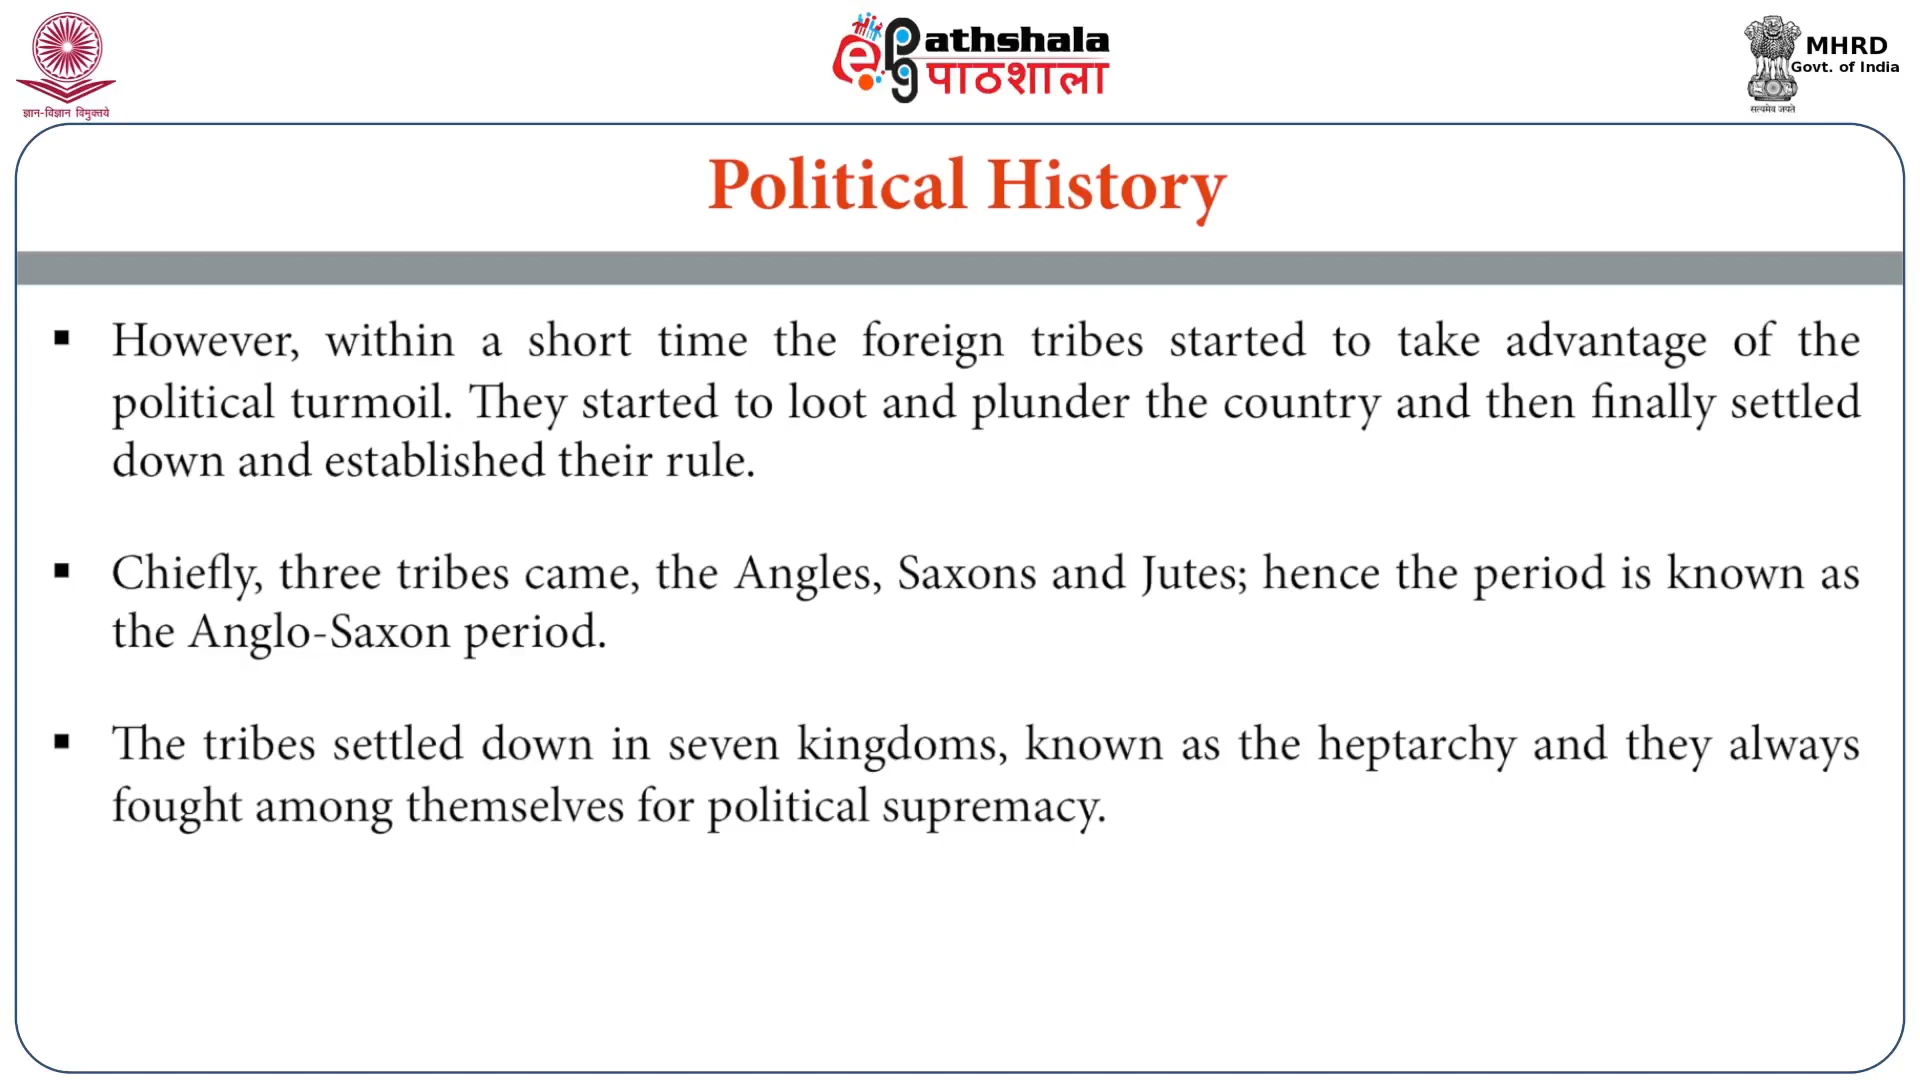 ज्ञान-विज्ञान विमुक्तये
ePG Pathshala
पाठशाला
MHRD
Govt. of India
सत्यमेव जयते
Political History
▪ However, within a short time the foreign tribes started to take advantage of the
political turmoil. They started to loot and plunder the country and then finally settled
down and established their rule.
▪ Chiefly, three tribes came, the Angles, Saxons and Jutes; hence the period is known as
the Anglo-Saxon period.
▪ The tribes settled down in seven kingdoms, known as the heptarchy and they always
fought among themselves for political supremacy.